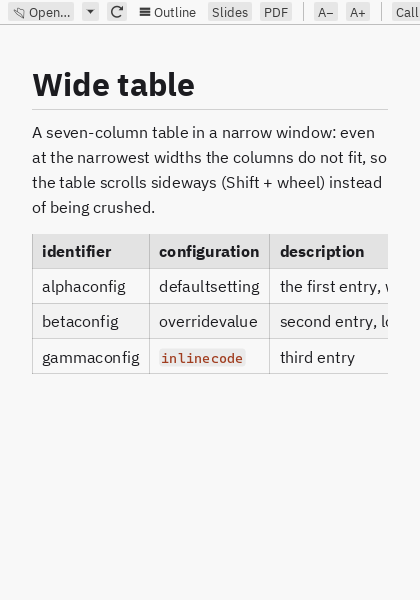 Open... Outline Slides PDF A− A+ Call
Wide table
A seven-column table in a narrow window: even
at the narrowest widths the columns do not fit, so
the table scrolls sideways (Shift + wheel) instead
of being crushed.
identifier configuration description
alphaconfig defaultsetting the first entry,
betaconfig overridevalue second entry,
gammaconfig inlinecode third entry